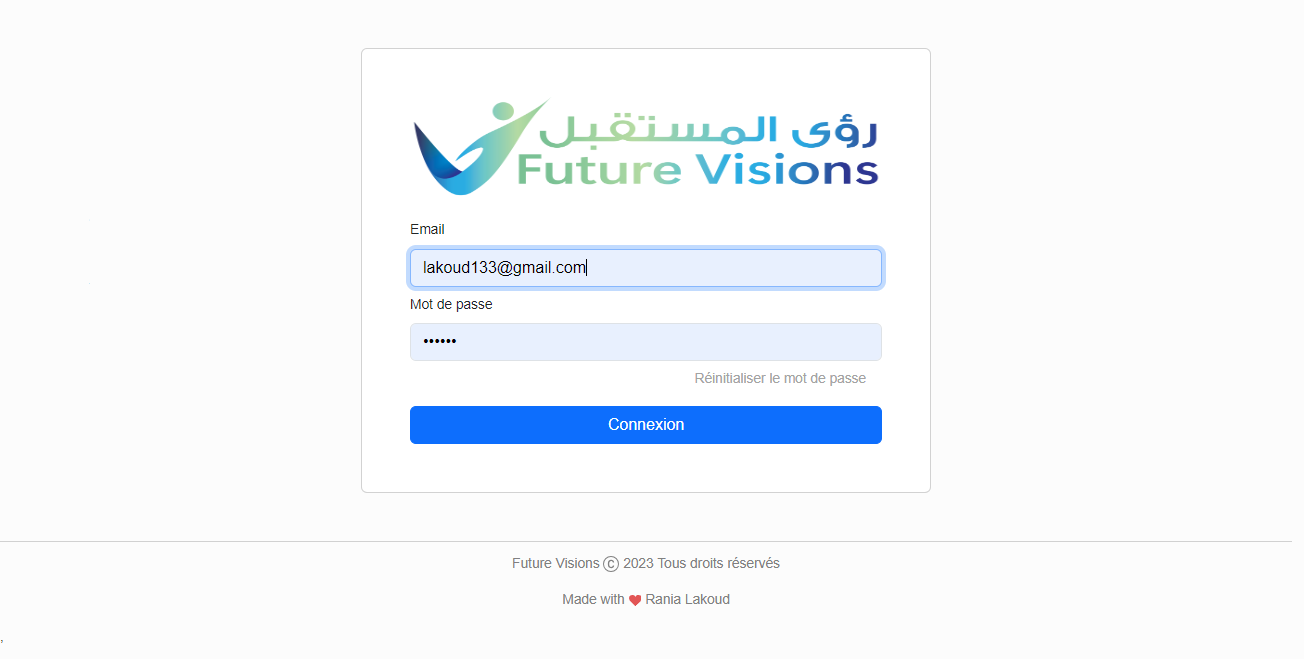 رؤى المستقبل
Future Visions
Email
lakoud133@gmail.com
Mot de passe
••••••
Réinitialiser le mot de passe
Connexion
Future Visions © 2023 Tous droits réservés
Made with ❤ Rania Lakoud